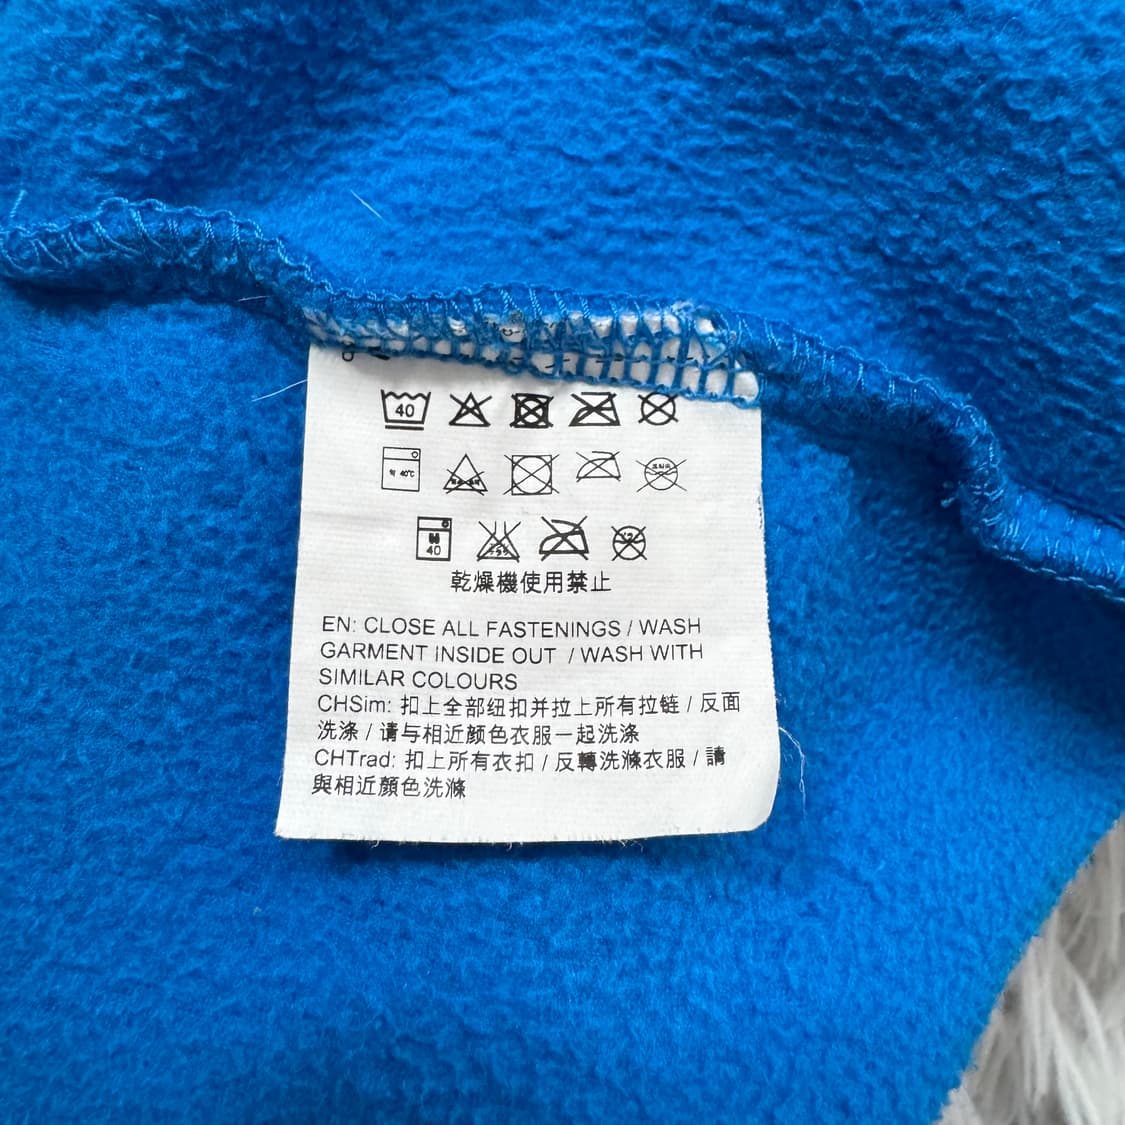 40
약 40℃
40
乾燥機使用禁止
EN: CLOSE ALL FASTENINGS / WASH
GARMENT INSIDE OUT / WASH WITH
SIMILAR COLOURS
CHSim: 扣上全部纽扣并拉上所有拉链 / 反面
洗涤 / 请与相近颜色衣服一起洗涤
CHTrad: 扣上所有衣扣 / 反轉洗滌衣服 / 請
與相近顏色洗滌